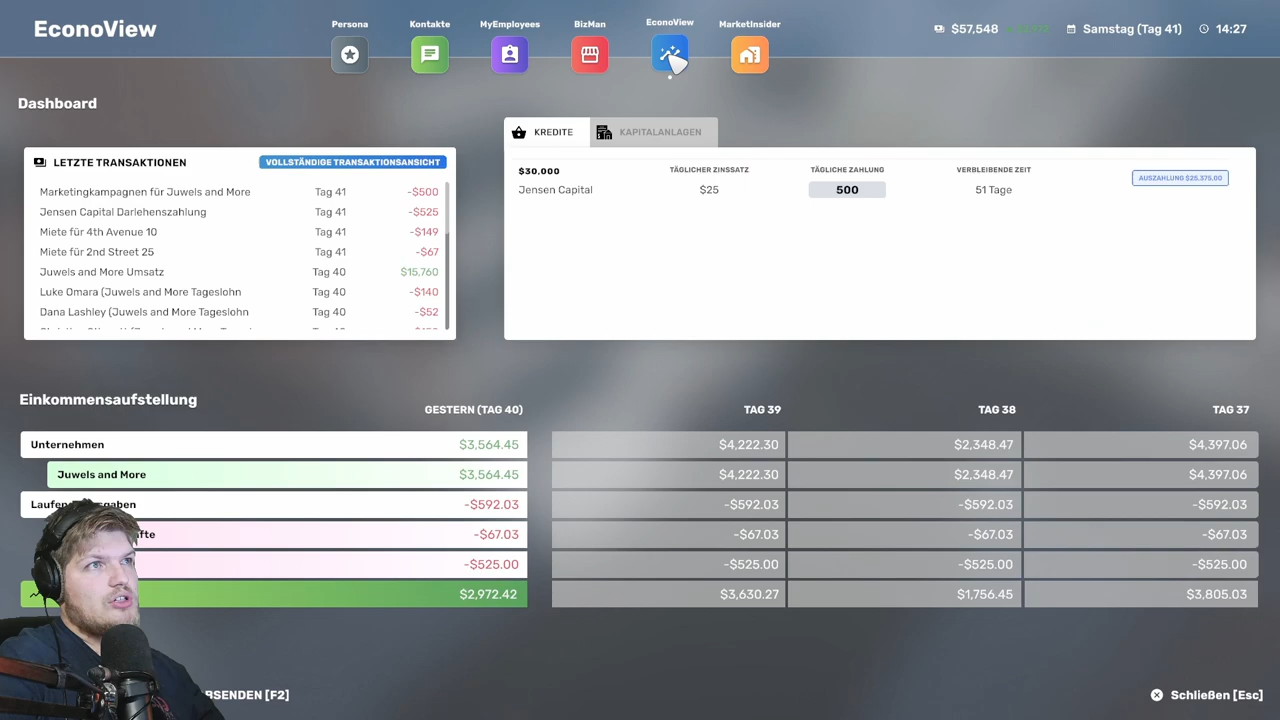 EconoView
Persona
Kontakte
MyEmployees
BizMan
EconoView
MarketInsider
$57,548
Samstag (Tag 41)
14:27
Dashboard
LETZTE TRANSAKTIONEN
VOLLSTÄNDIGE TRANSAKTIONSANSICHT
Marketingkampagnen für Juwels and More Tag 41 -$500
Jensen Capital Darlehenszahlung Tag 41 -$525
Miete für 4th Avenue 10 Tag 41 -$149
Miete für 2nd Street 25 Tag 41 -$67
Juwels and More Umsatz Tag 40 $15,760
Luke Omara (Juwels and More Tageslohn Tag 40 -$140
Dana Lashley (Juwels and More Tageslohn Tag 40 -$52
KREDITE
KAPITALANLAGEN
$30,000 TÄGLICHER ZINSSATZ TÄGLICHE ZAHLUNG VERBLEIBENDE ZEIT
Jensen Capital $25 500 51 Tage
AUSZAHLUNG $25,375.00
Einkommensaufstellung
GESTERN (TAG 40) TAG 39 TAG 38 TAG 37
Unternehmen $3,564.45 $4,222.30 $2,348.47 $4,397.06
Juwels and More $3,564.45 $4,222.30 $2,348.47 $4,397.06
-$592.03 -$592.03 -$592.03 -$592.03
-$67.03 -$67.03 -$67.03 -$67.03
-$525.00 -$525.00 -$525.00 -$525.00
$2,972.42 $3,630.27 $1,756.45 $3,805.03
[F2]
Schließen [Esc]